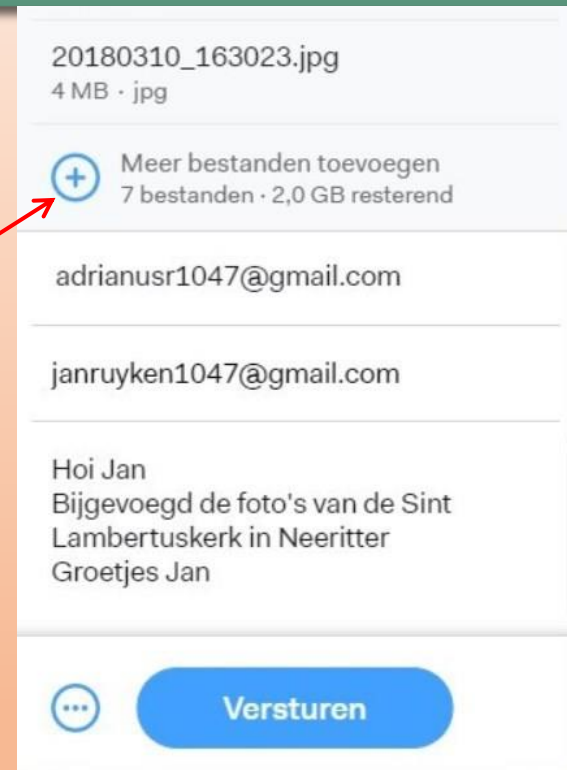 20180310_163023.jpg
4 MB · jpg
Meer bestanden toevoegen
7 bestanden · 2,0 GB resterend
adrianusr1047@gmail.com
janruyken1047@gmail.com
Hoi Jan
Bijgevoegd de foto's van de Sint
Lambertuskerk in Neeritter
Groetjes Jan
Versturen